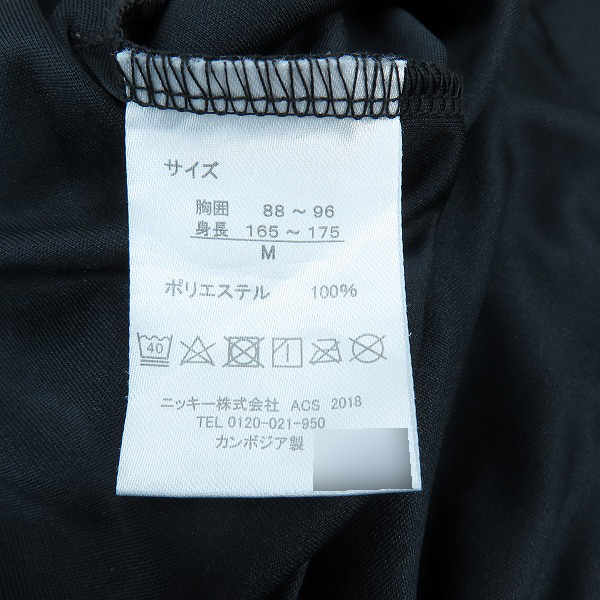 サイズ
胸囲 88～96
身長 165～175
M
ポリエステル 100%
40
ニッキー株式会社 ACS 2018
TEL 0120-021-950
カンボジア製